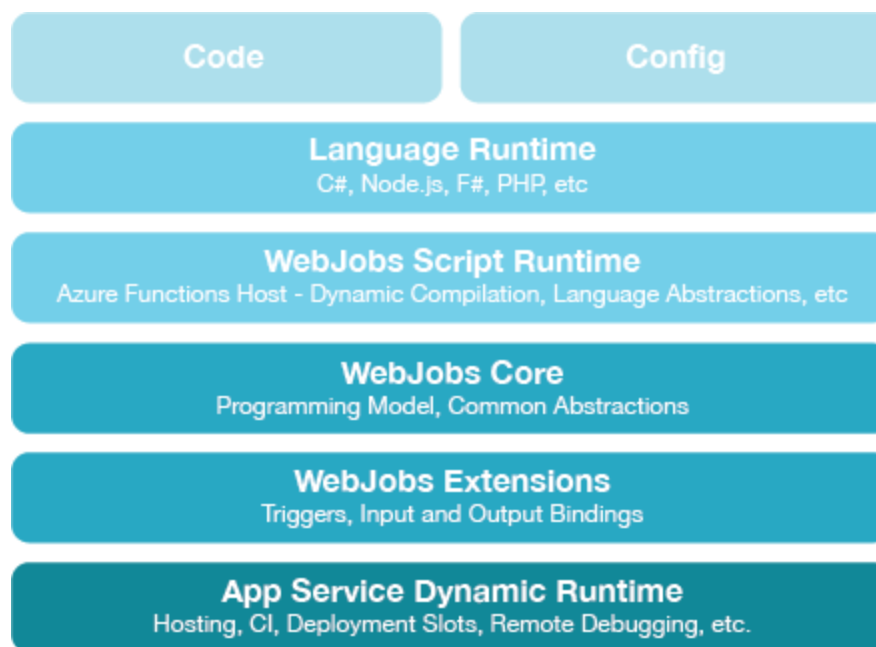 Code
Config
Language Runtime
C#, Node.js, F#, PHP, etc
WebJobs Script Runtime
Azure Functions Host - Dynamic Compilation, Language Abstractions, etc
WebJobs Core
Programming Model, Common Abstractions
WebJobs Extensions
Triggers, Input and Output Bindings
App Service Dynamic Runtime
Hosting, CI, Deployment Slots, Remote Debugging, etc.